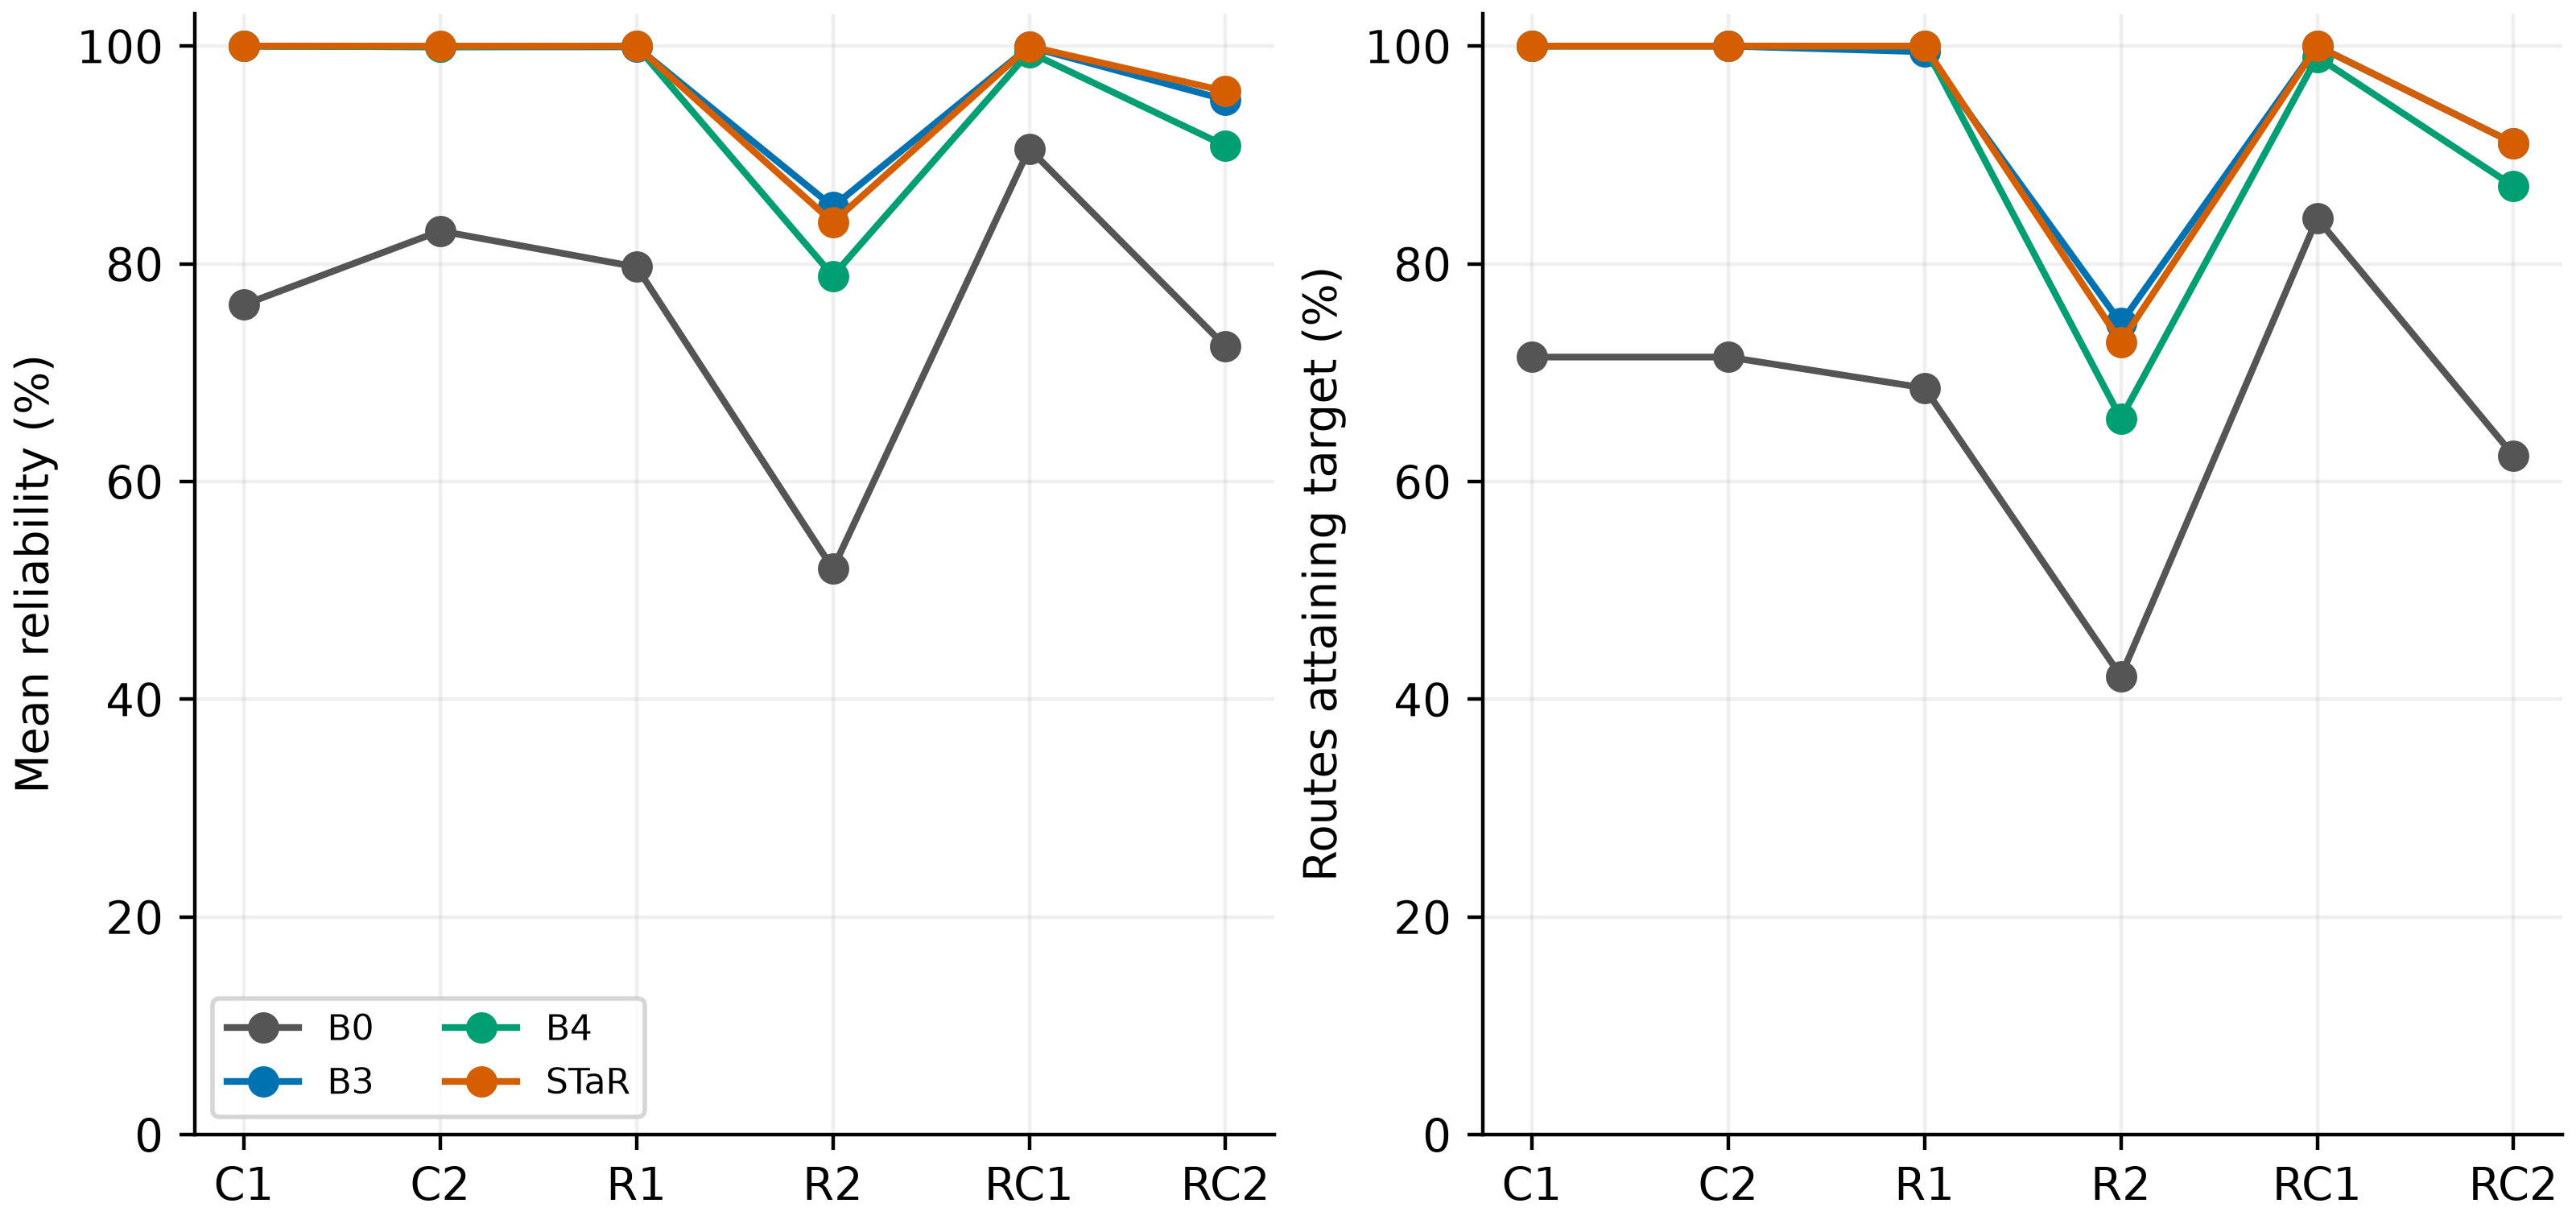 Mean reliability (%)
100
80
60
40
20
0
C1 C2 R1 R2 RC1 RC2
B0 B4
B3 STaR
Routes attaining target (%)
100
80
60
40
20
0
C1 C2 R1 R2 RC1 RC2